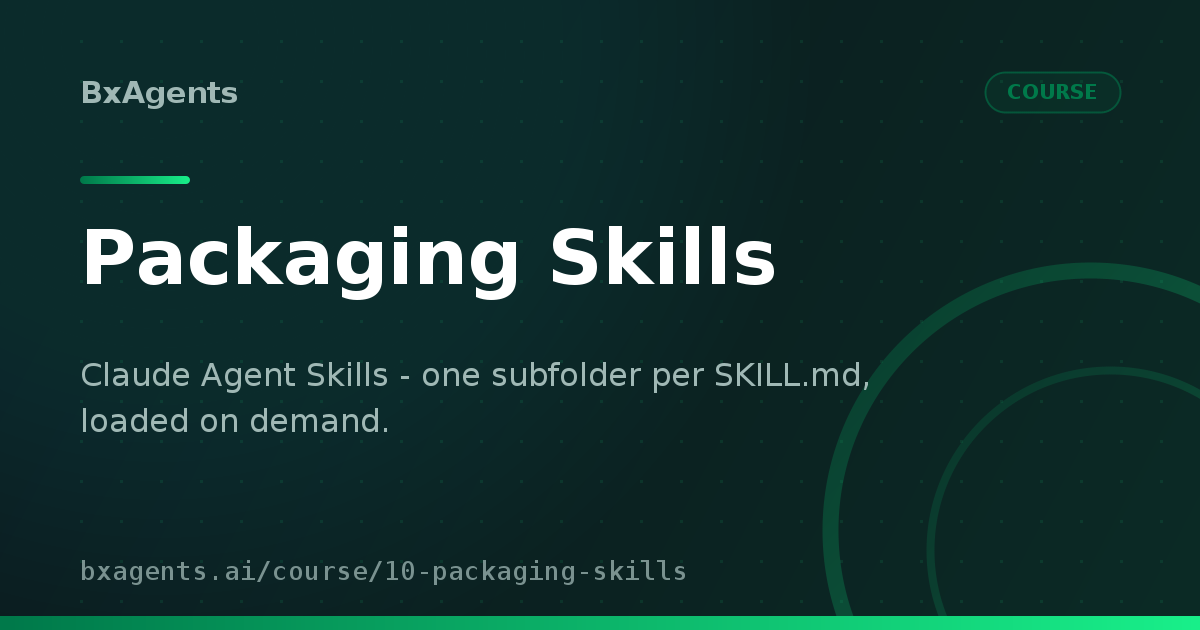 BxAgents
COURSE
Packaging Skills
Claude Agent Skills - one subfolder per SKILL.md,
loaded on demand.
bxagents.ai/course/10-packaging-skills